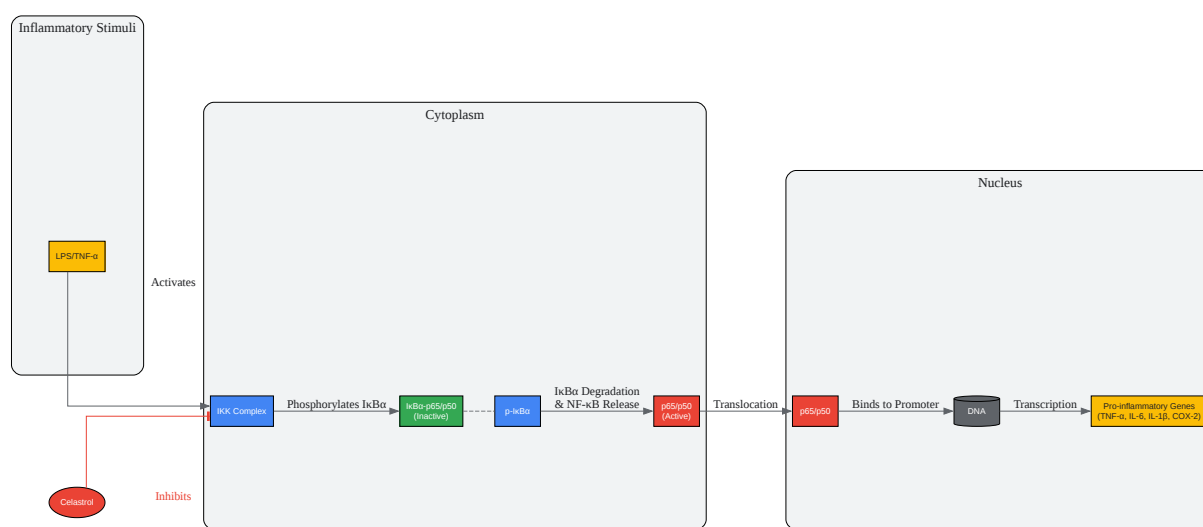 Inflammatory Stimuli
LPS/TNF-α
Activates
Celastrol
Inhibits
Cytoplasm
IKK Complex
Phosphorylates IκBα
IκBα-p65/p50
(Inactive)
p-IκBα
IκBα Degradation
& NF-κB Release
p65/p50
(Active)
Translocation
Nucleus
p65/p50
Binds to Promoter
DNA
Transcription
Pro-inflammatory Genes
(TNF-α, IL-6, IL-1β, COX-2)